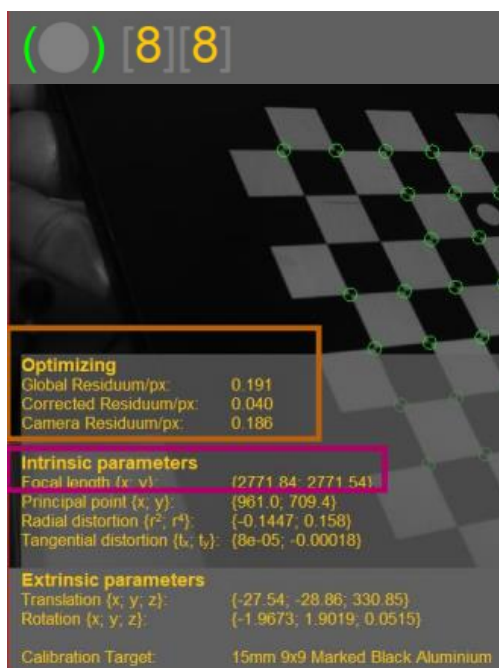 ( ) [8][8]
Optimizing
Global Residuum/px: 0.191
Corrected Residuum/px: 0.040
Camera Residuum/px: 0.186
Intrinsic parameters
Focal length {x; y}: {2771.84; 2771.54}
Principal point {x; y}: {961.0; 709.4}
Radial distortion {r²; r⁴}: {-0.1447; 0.158}
Tangential distortion {tₓ; tᵧ}: {8e-05; -0.00018}
Extrinsic parameters
Translation {x; y; z}: {-27.54; -28.86; 330.85}
Rotation {x; y; z}: {-1.9673; 1.9019; 0.0515}
Calibration Target: 15mm 9x9 Marked Black Aluminium